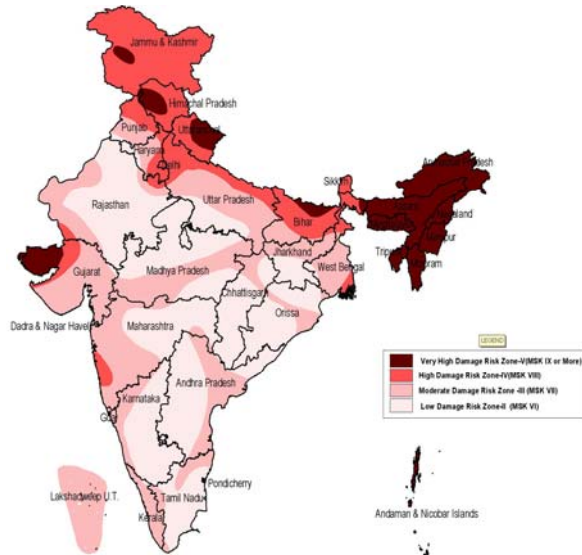 Jammu & Kashmir
Himachal Pradesh
Punjab
Haryana
Delhi
Sikkim
Rajasthan
Uttar Pradesh
Bihar
Gujarat
Madhya Pradesh
Jharkhand
West Bengal
Chhattisgarh
Orissa
Dadra & Nagar Haveli
Maharashtra
Andhra Pradesh
Karnataka
Goa
Lakshadweep U.T.
Kerala
Tamil Nadu
Pondicherry
Andaman & Nicobar Islands
LEGEND
Very High Damage Risk Zone-V(MSK IX or More)
High Damage Risk Zone-IV(MSK VIII)
Moderate Damage Risk Zone -III (MSK VII)
Low Damage Risk Zone-II (MSK VI)